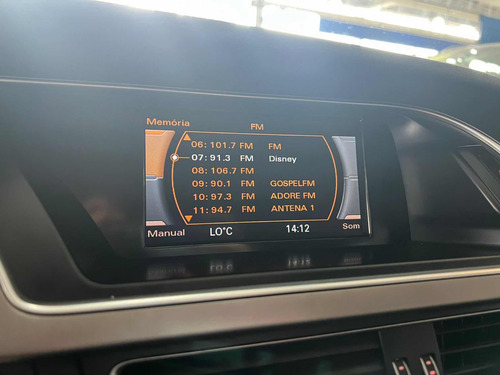 Memória FM
06: 101.7 FM FM
07: 91.3 FM Disney
08: 106.7 FM
09: 90.1 FM GOSPELFM
10: 97.3 FM ADORE FM
11: 94.7 FM ANTENA 1
Manual LO°C 14:12 Som